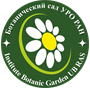 Ботанический сад УРО РАН
Institute Botanic Garden UB RAS